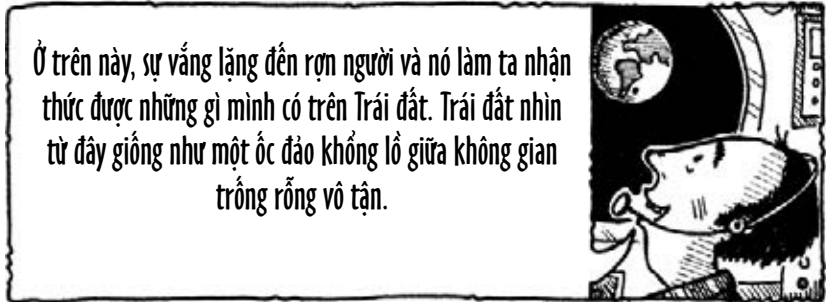 Ở trên này, sự vắng lặng đến rợn người và nó làm ta nhận
thức được những gì mình có trên Trái đất. Trái đất nhìn
từ đây giống như một ốc đảo khổng lồ giữa không gian
trống rỗng vô tận.